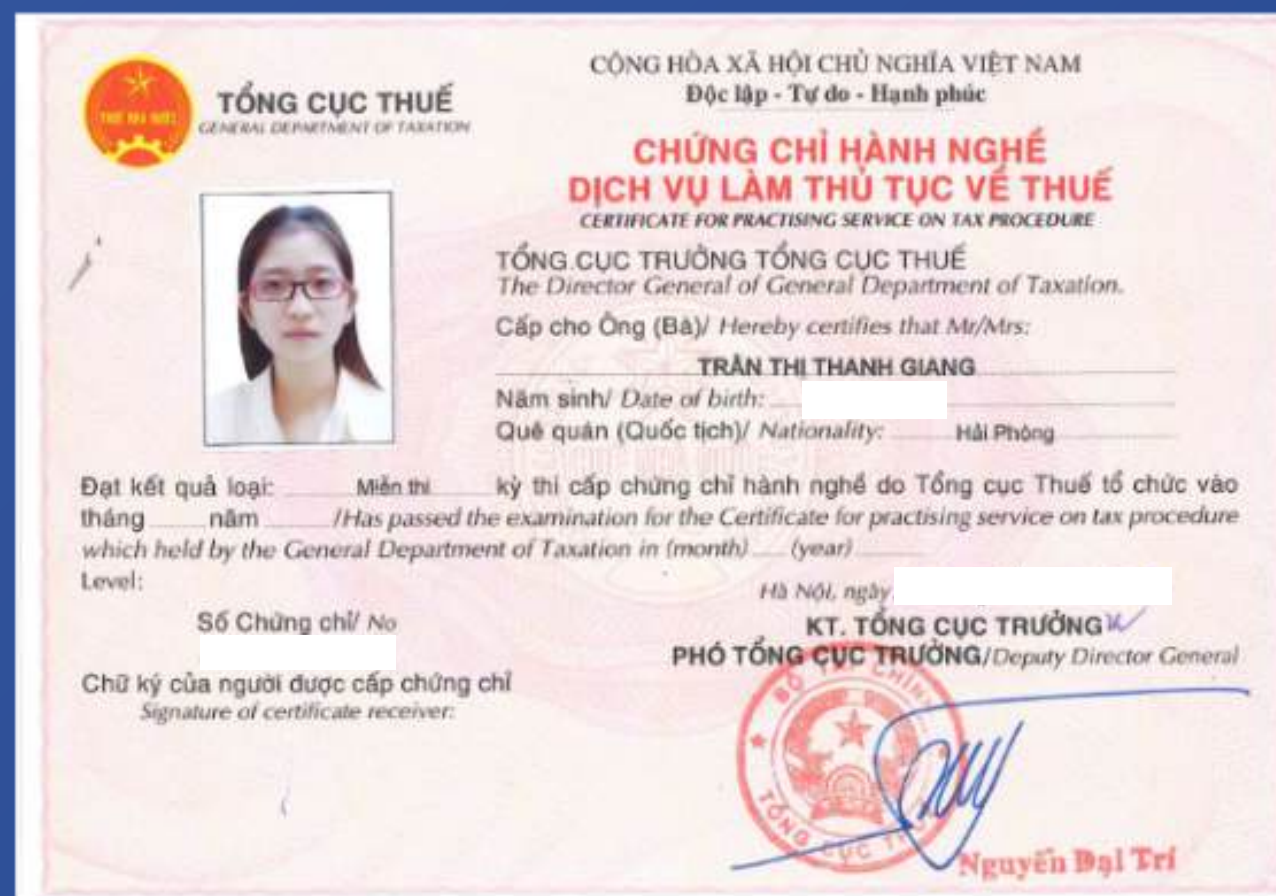 TỔNG CỤC THUẾ
GENERAL DEPARTMENT OF TAXATION
CỘNG HÒA XÃ HỘI CHỦ NGHĨA VIỆT NAM
Độc lập - Tự do - Hạnh phúc
CHỨNG CHỈ HÀNH NGHỀ
DỊCH VỤ LÀM THỦ TỤC VỀ THUẾ
CERTIFICATE FOR PRACTISING SERVICE ON TAX PROCEDURE
TỔNG CỤC TRƯỞNG TỔNG CỤC THUẾ
The Director General of General Department of Taxation.
Cấp cho Ông (Bà)/ Hereby certifies that Mr/Mrs:
TRẦN THỊ THANH GIANG
Năm sinh/ Date of birth:
Quê quán (Quốc tịch)/ Nationality: Hải Phòng
Đạt kết quả loại: Miễn thi kỳ thi cấp chứng chỉ hành nghề do Tổng cục Thuế tổ chức vào
tháng năm /Has passed the examination for the Certificate for practising service on tax procedure
which held by the General Department of Taxation in (month) (year)
Level:
Hà Nội, ngày
Số Chứng chỉ/ No
KT. TỔNG CỤC TRƯỞNG
PHÓ TỔNG CỤC TRƯỞNG/Deputy Director General
Chữ ký của người được cấp chứng chỉ
Signature of certificate receiver:
BỘ TÀI CHÍNH
TỔNG CỤC THUẾ
Nguyễn Đại Trí